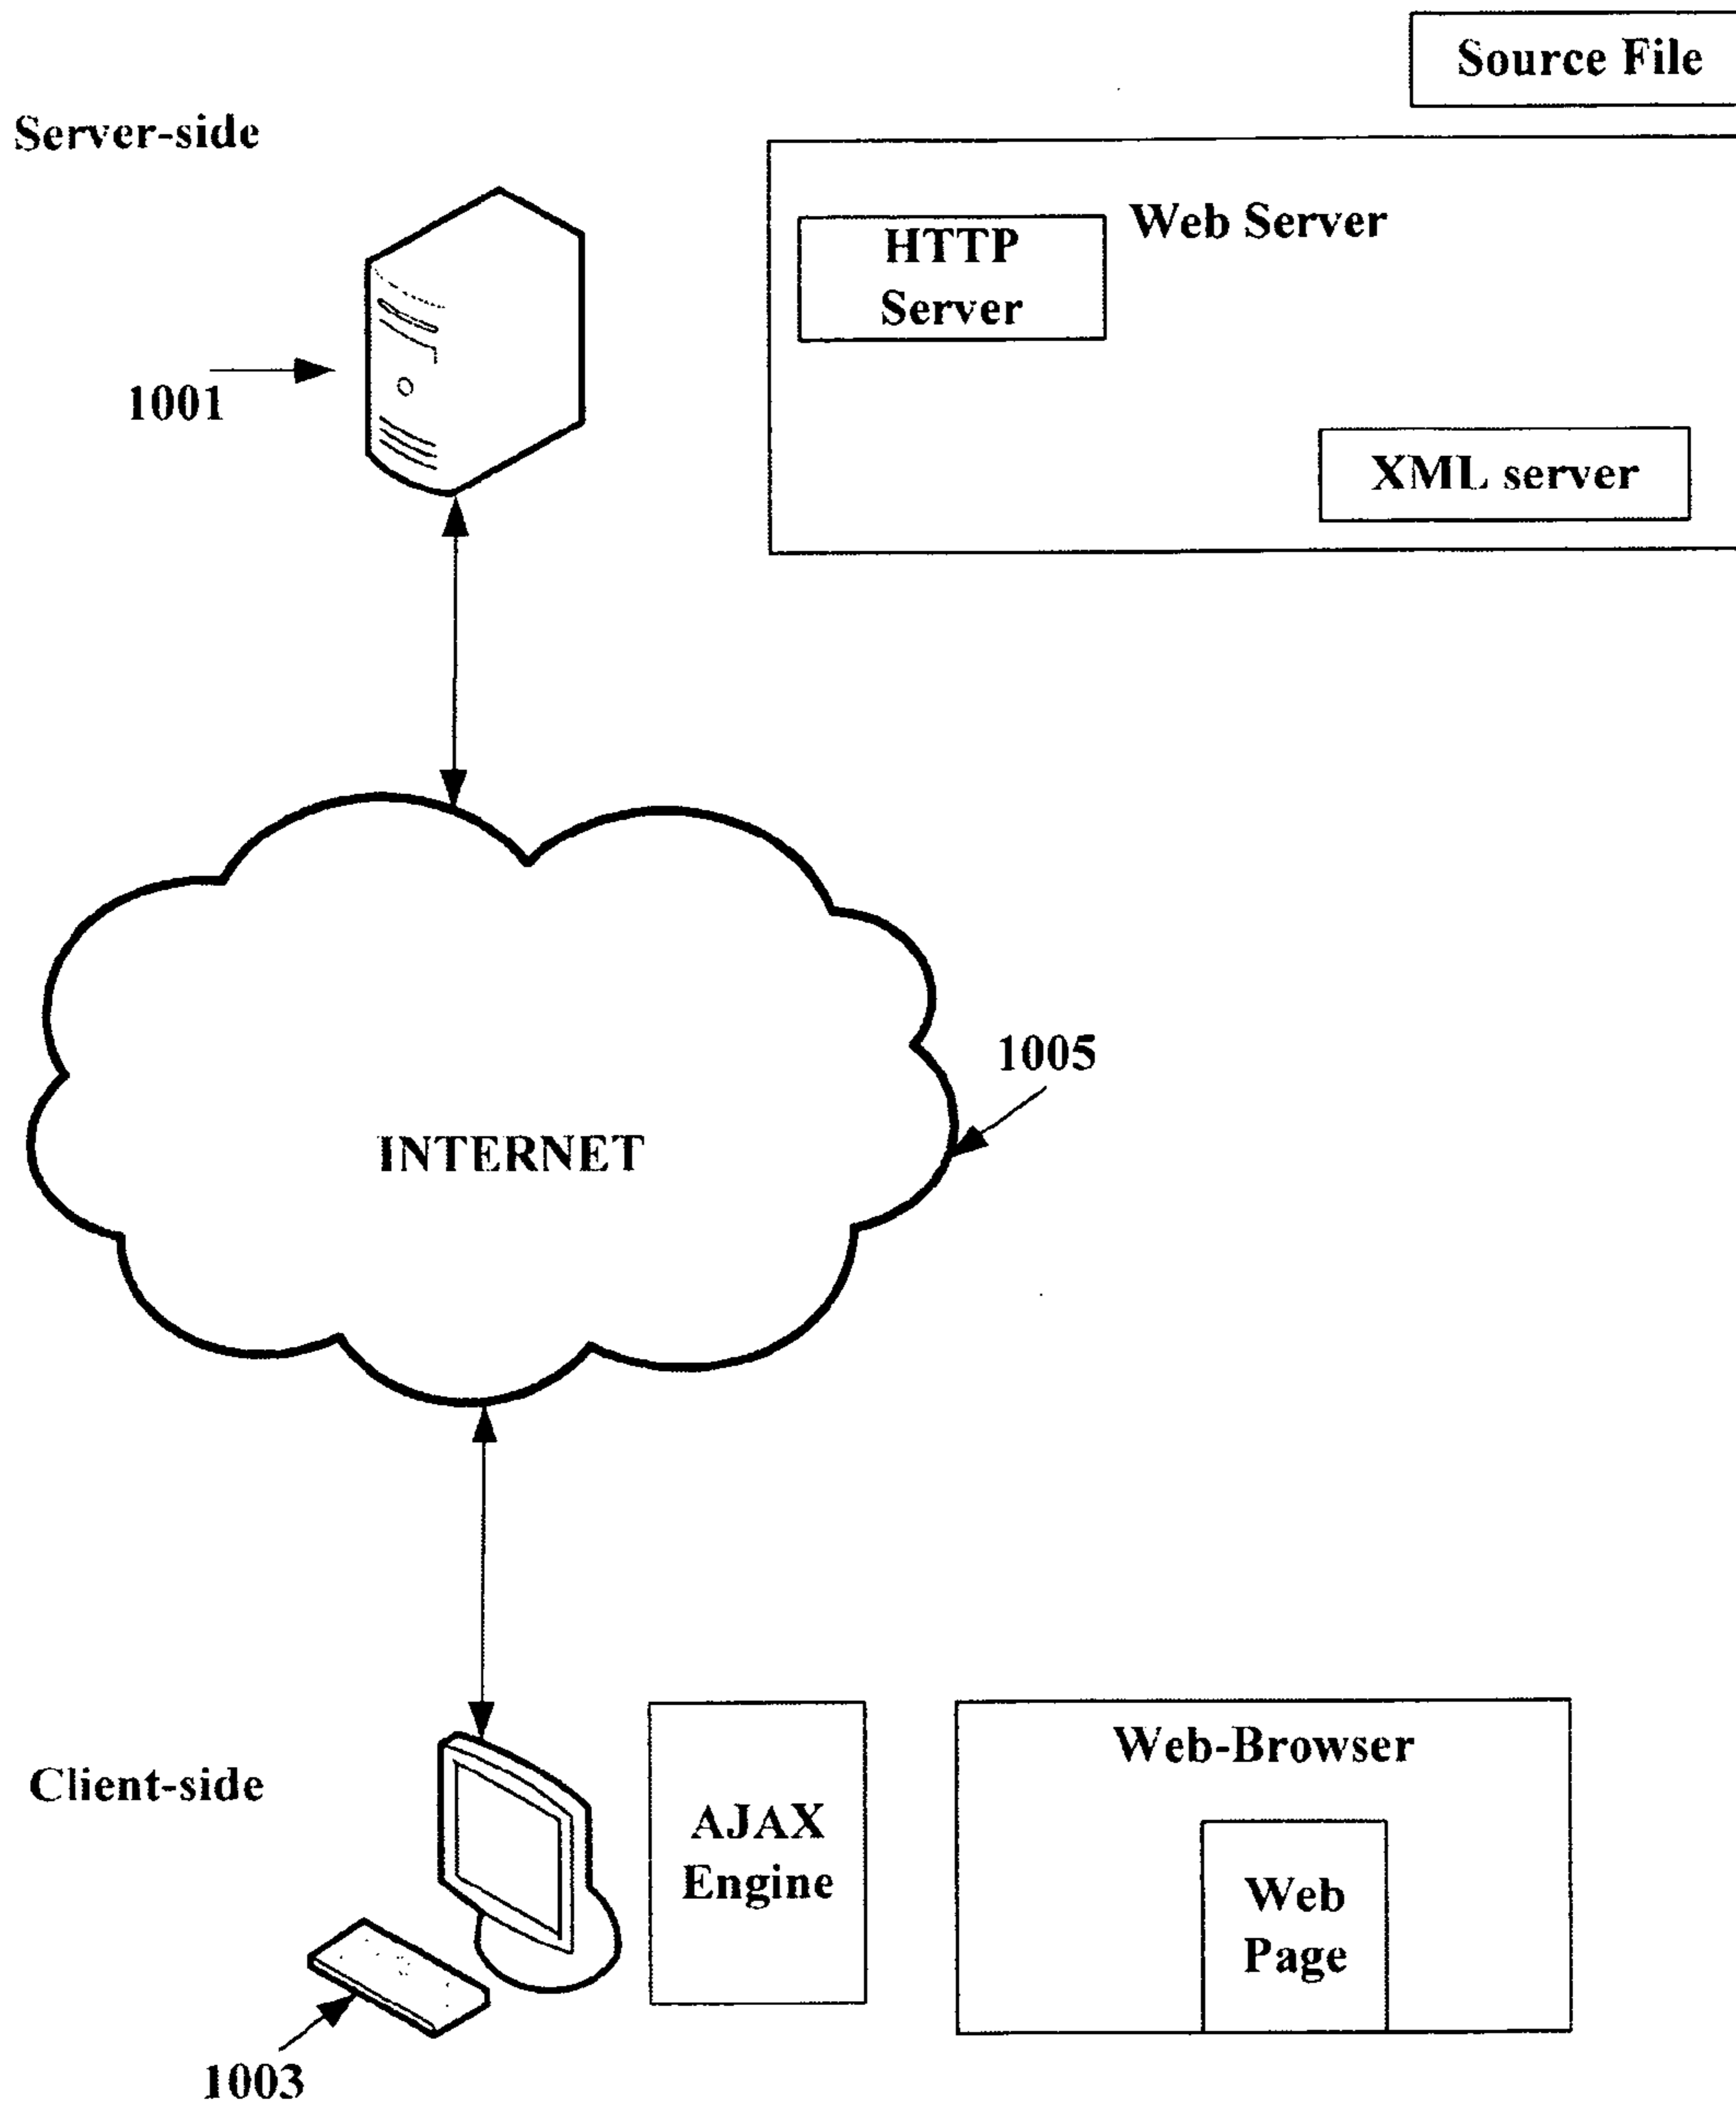 Source File
Server-side
Web Server
HTTP
Server
1001
XML server
1005
INTERNET
Client-side
AJAX
Engine
Web-Browser
Web
Page
1003